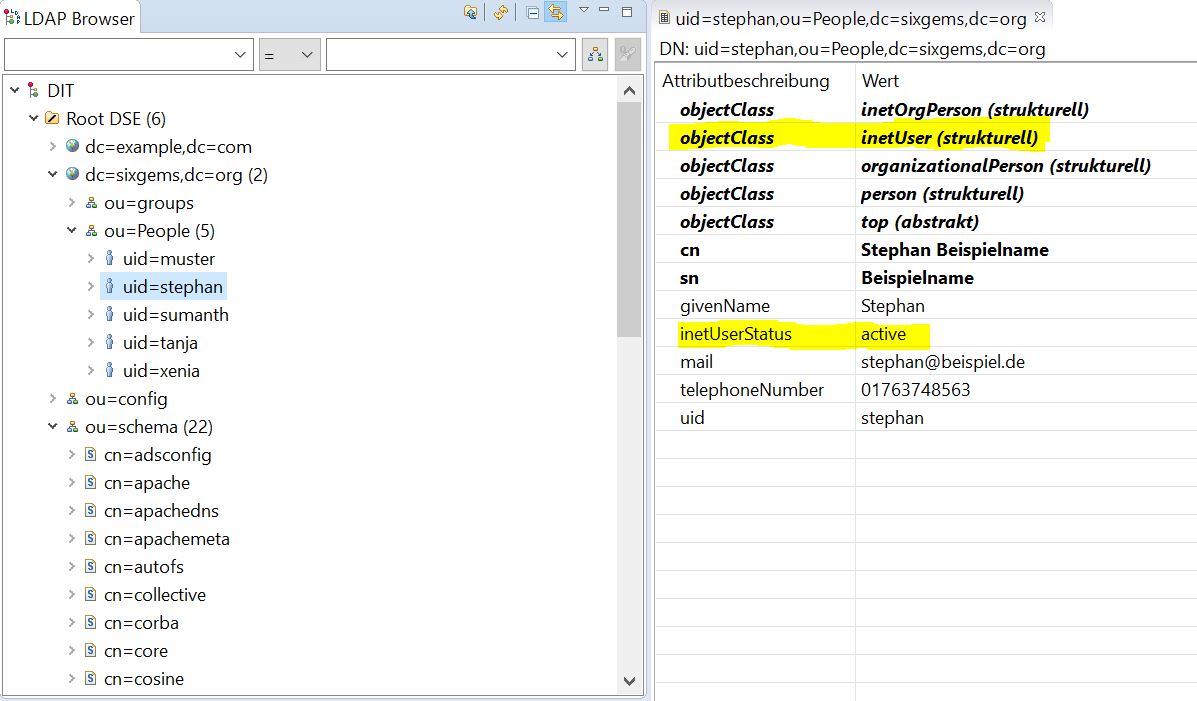 LDAP Browser
=
DIT
Root DSE (6)
dc=example,dc=com
dc=sixgems,dc=org (2)
ou=groups
ou=People (5)
uid=muster
uid=stephan
uid=sumanth
uid=tanja
uid=xenia
ou=config
ou=schema (22)
cn=adsconfig
cn=apache
cn=apachedns
cn=apachemeta
cn=autofs
cn=collective
cn=corba
cn=core
cn=cosine
uid=stephan,ou=People,dc=sixgems,dc=org
DN: uid=stephan,ou=People,dc=sixgems,dc=org
Attributbeschreibung Wert
objectClass inetOrgPerson (strukturell)
objectClass inetUser (strukturell)
objectClass organizationalPerson (strukturell)
objectClass person (strukturell)
objectClass top (abstrakt)
cn Stephan Beispielname
sn Beispielname
givenName Stephan
inetUserStatus active
mail stephan@beispiel.de
telephoneNumber 01763748563
uid stephan